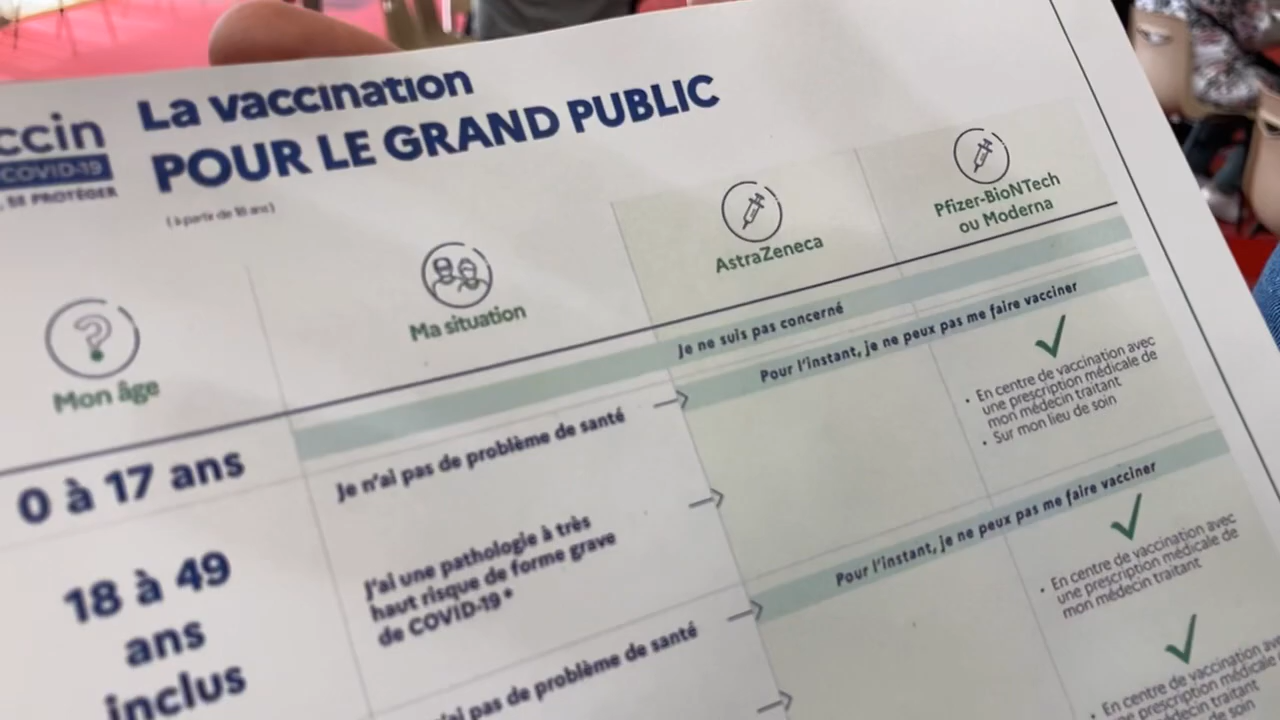 ccin
COVID-19
SE PROTÉGER
La vaccination
POUR LE GRAND PUBLIC
(à partir de 18 ans)
Mon âge
Ma situation
AstraZeneca
Pfizer-BioNTech
ou Moderna
0 à 17 ans
Je ne suis pas concerné
18 à 49
ans
inclus
Je n'ai pas de problème de santé
Pour l'instant, je ne peux pas me faire vacciner
J'ai une pathologie à très
haut risque de forme grave
de COVID-19*
• En centre de vaccination avec
une prescription médicale de
mon médecin traitant
• Sur mon lieu de soin
pas de problème de santé
Pour l'instant, je ne peux pas me faire vacciner
• En centre de vaccination avec
une prescription médicale de
mon médecin traitant
• En centre de vaccination
prescription médicale
médecin traitant
de soin